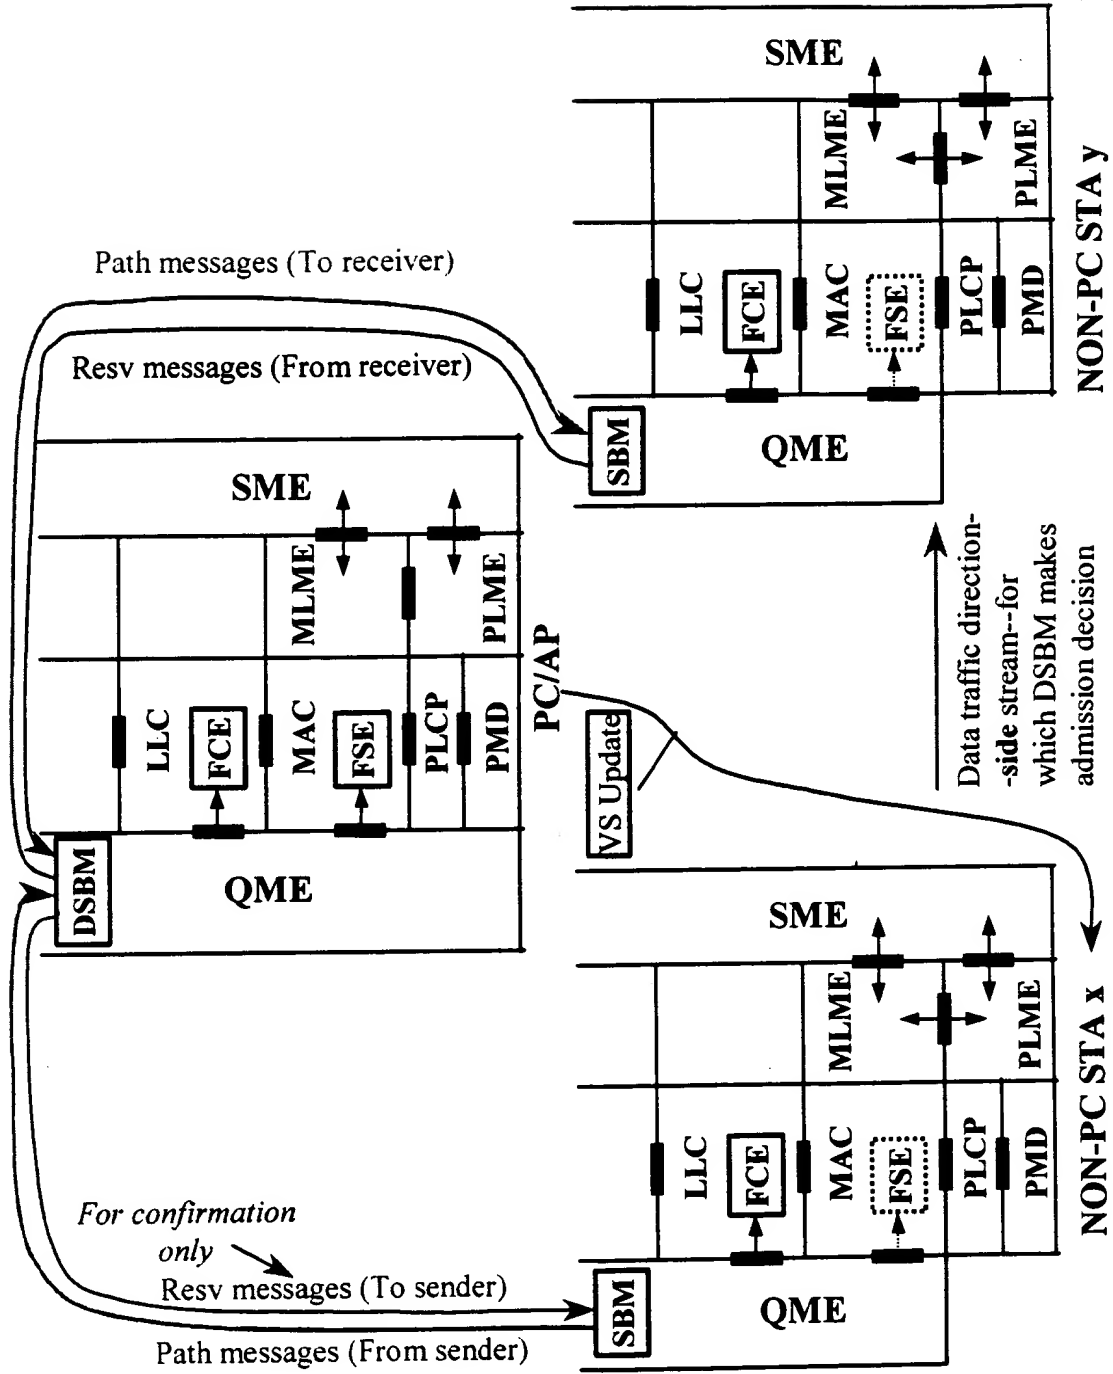 SME
MLME
PLME
LLC
FCE
MAC
FSE
PLCP
PMD
SBM
QME
NON-PC STA y
Path messages (To receiver)
Resv messages (From receiver)
SME
MLME
PLME
LLC
FCE
MAC
FSE
PLCP
PMD
DSBM
QME
PC/AP
VS Update
Data traffic direction-
-side stream--for
which DSBM makes
admission decision
SME
MLME
PLME
LLC
FCE
MAC
FSE
PLCP
PMD
SBM
QME
NON-PC STA x
For confirmation
only
Resv messages (To sender)
Path messages (From sender)